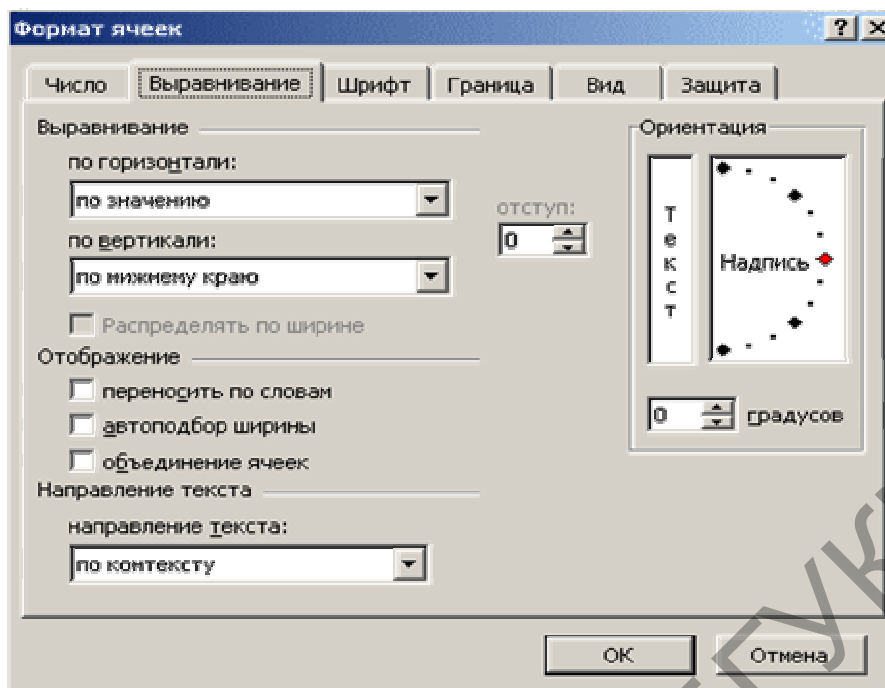 Формат ячеек
Число Выравнивание Шрифт Граница Вид Защита
Выравнивание
по горизонтали:
по значению
отступ:
0
по вертикали:
по нижнему краю
Распределять по ширине
Отображение
переносить по словам
автоподбор ширины
объединение ячеек
Направление текста
направление текста:
по контексту
Ориентация
Текст
Надпись
0 градусов
ОК Отмена